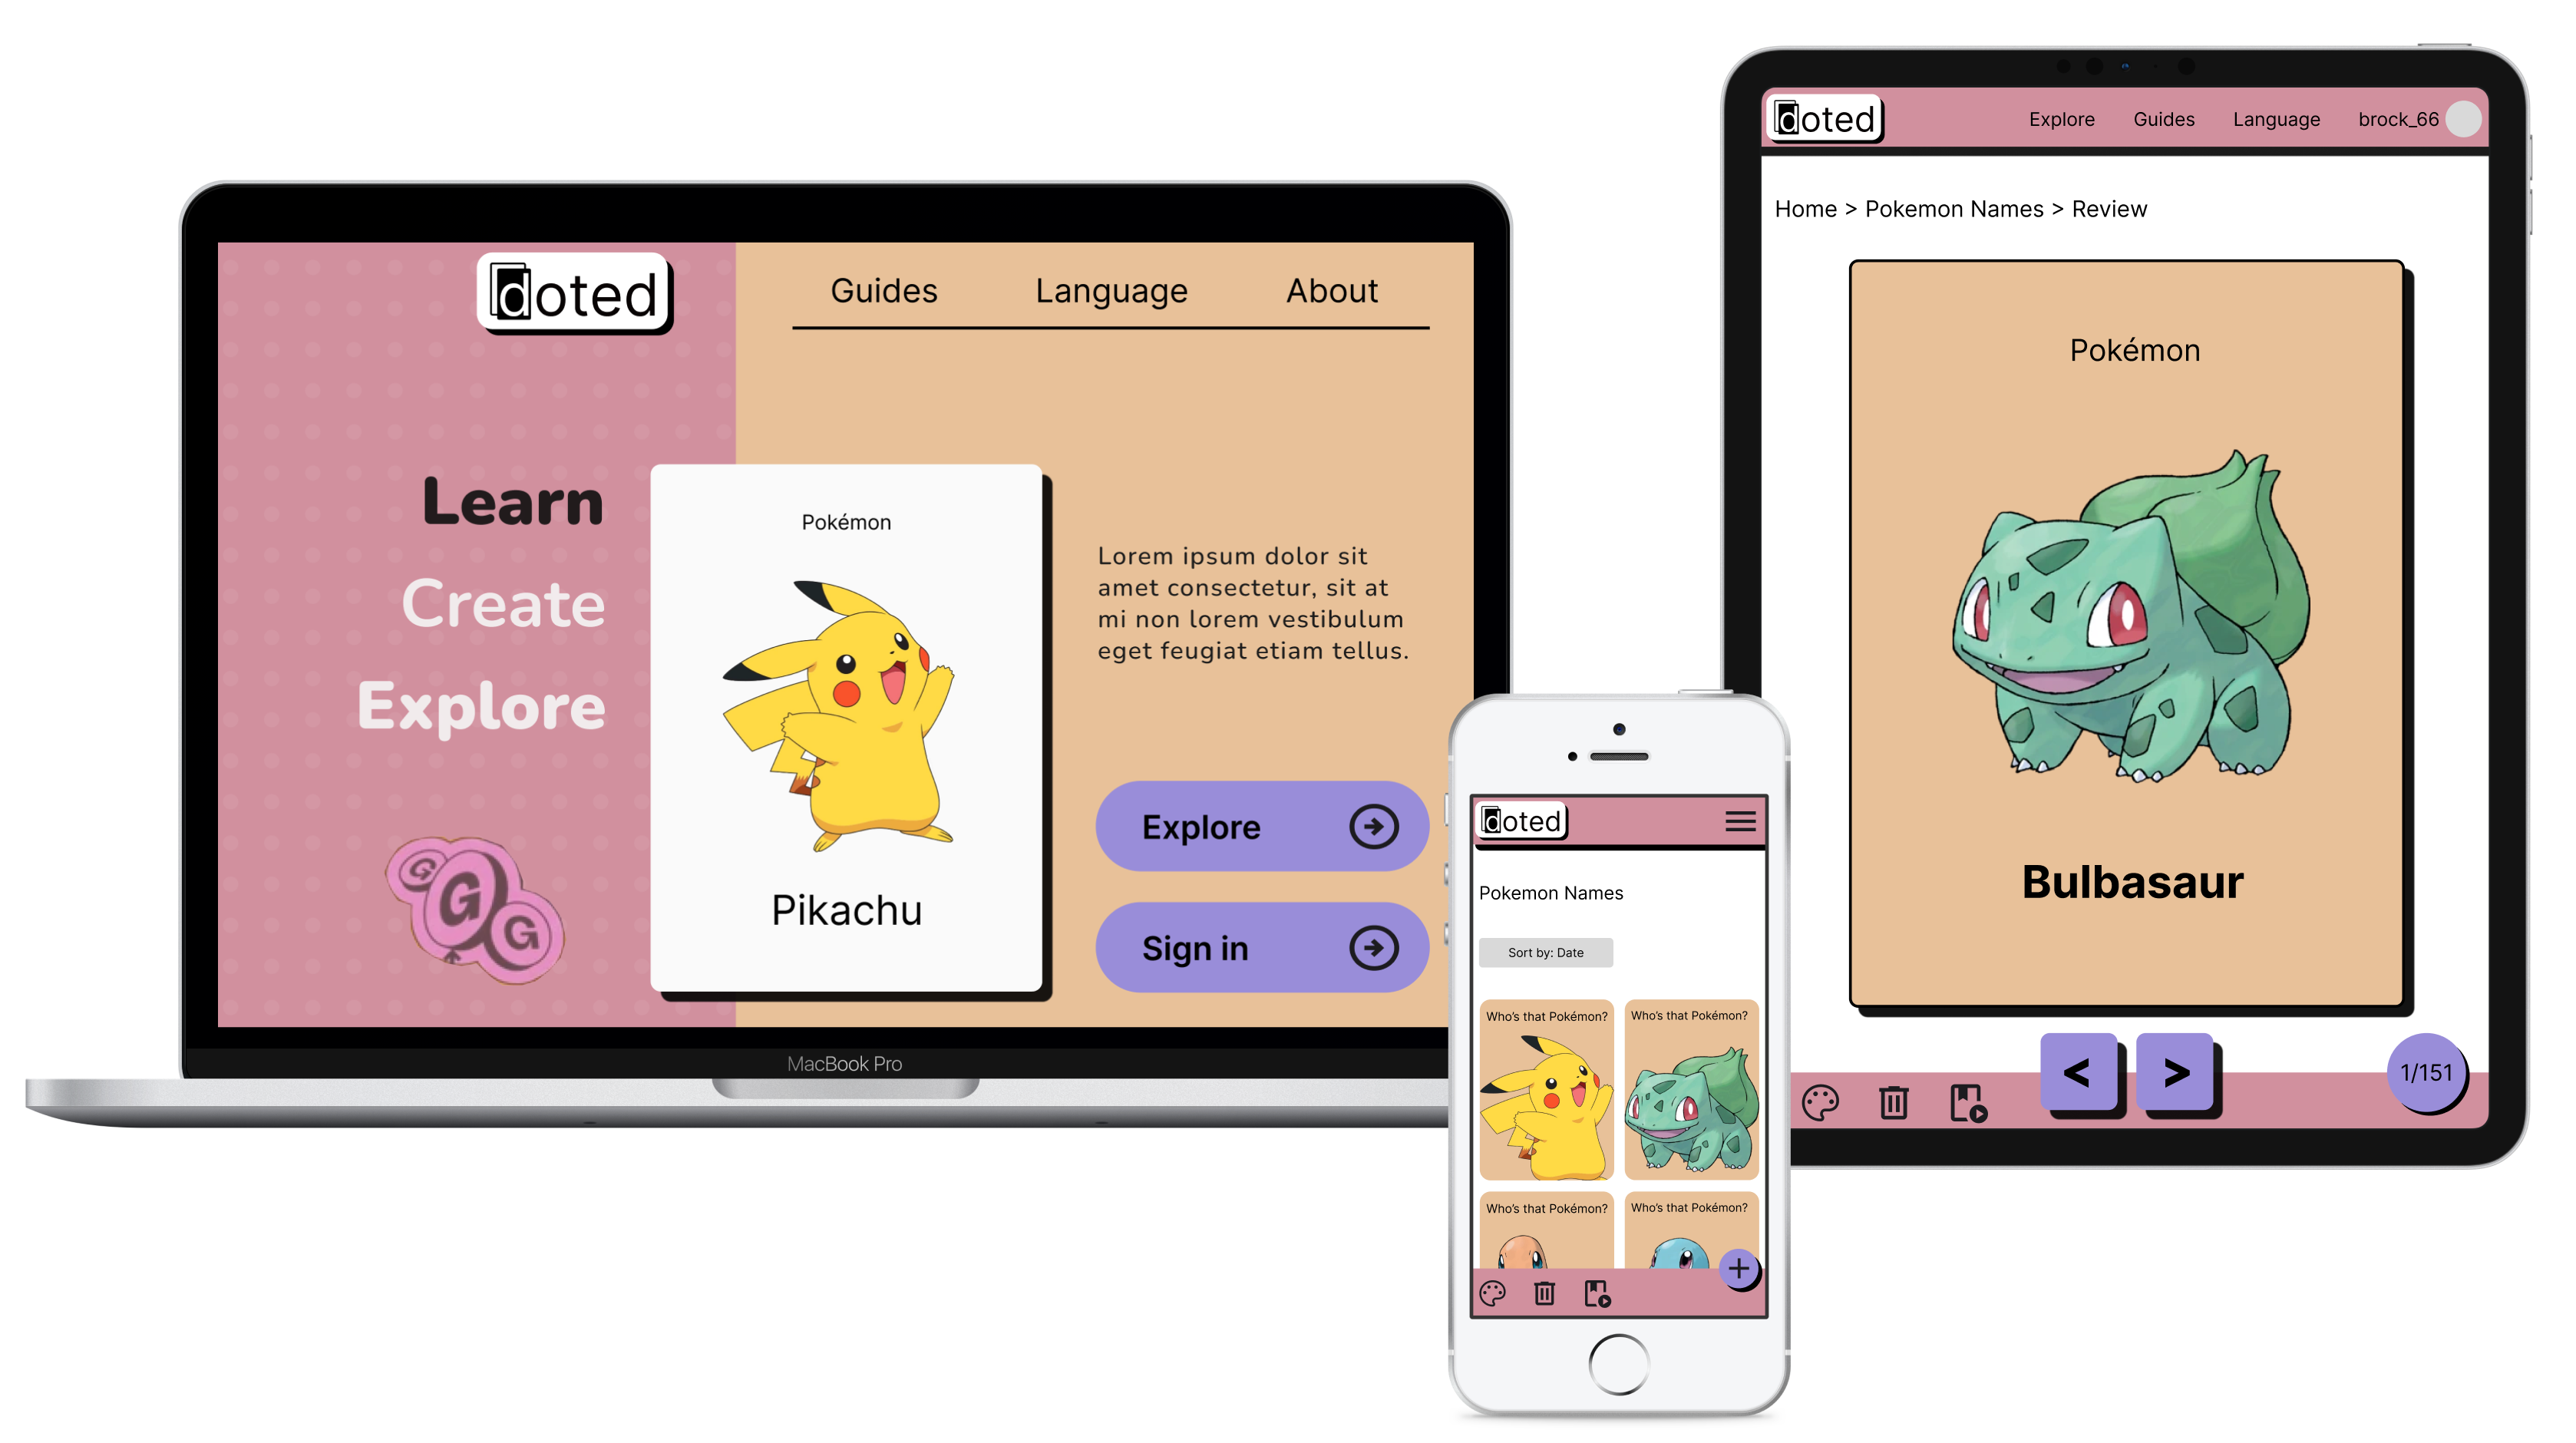 doted
Guides Language About
Learn
Create
Explore
G G G
Pokémon
Pikachu
Lorem ipsum dolor sit
amet consectetur, sit at
mi non lorem vestibulum
eget feugiat etiam tellus.
Explore
Sign in
MacBook Pro
doted
Pokemon Names
Sort by: Date
Who's that Pokémon? Who's that Pokémon?
Who's that Pokémon? Who's that Pokémon?
+
doted Explore Guides Language brock_66
Home > Pokemon Names > Review
Pokémon
Bulbasaur
< > 1/151